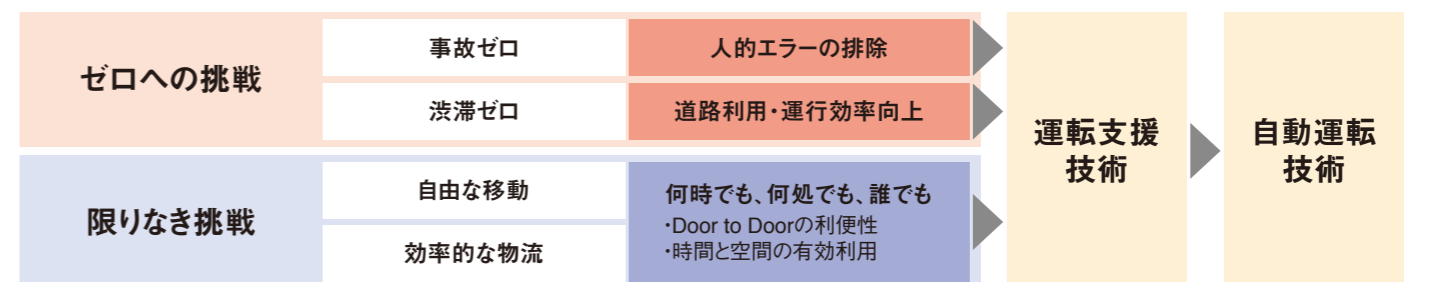 ゼロへの挑戦
事故ゼロ
人的エラーの排除
渋滞ゼロ
道路利用・運行効率向上
限りなき挑戦
自由な移動
効率的な物流
何時でも、何処でも、誰でも
・Door to Doorの利便性
・時間と空間の有効利用
運転支援
技術
自動運転
技術